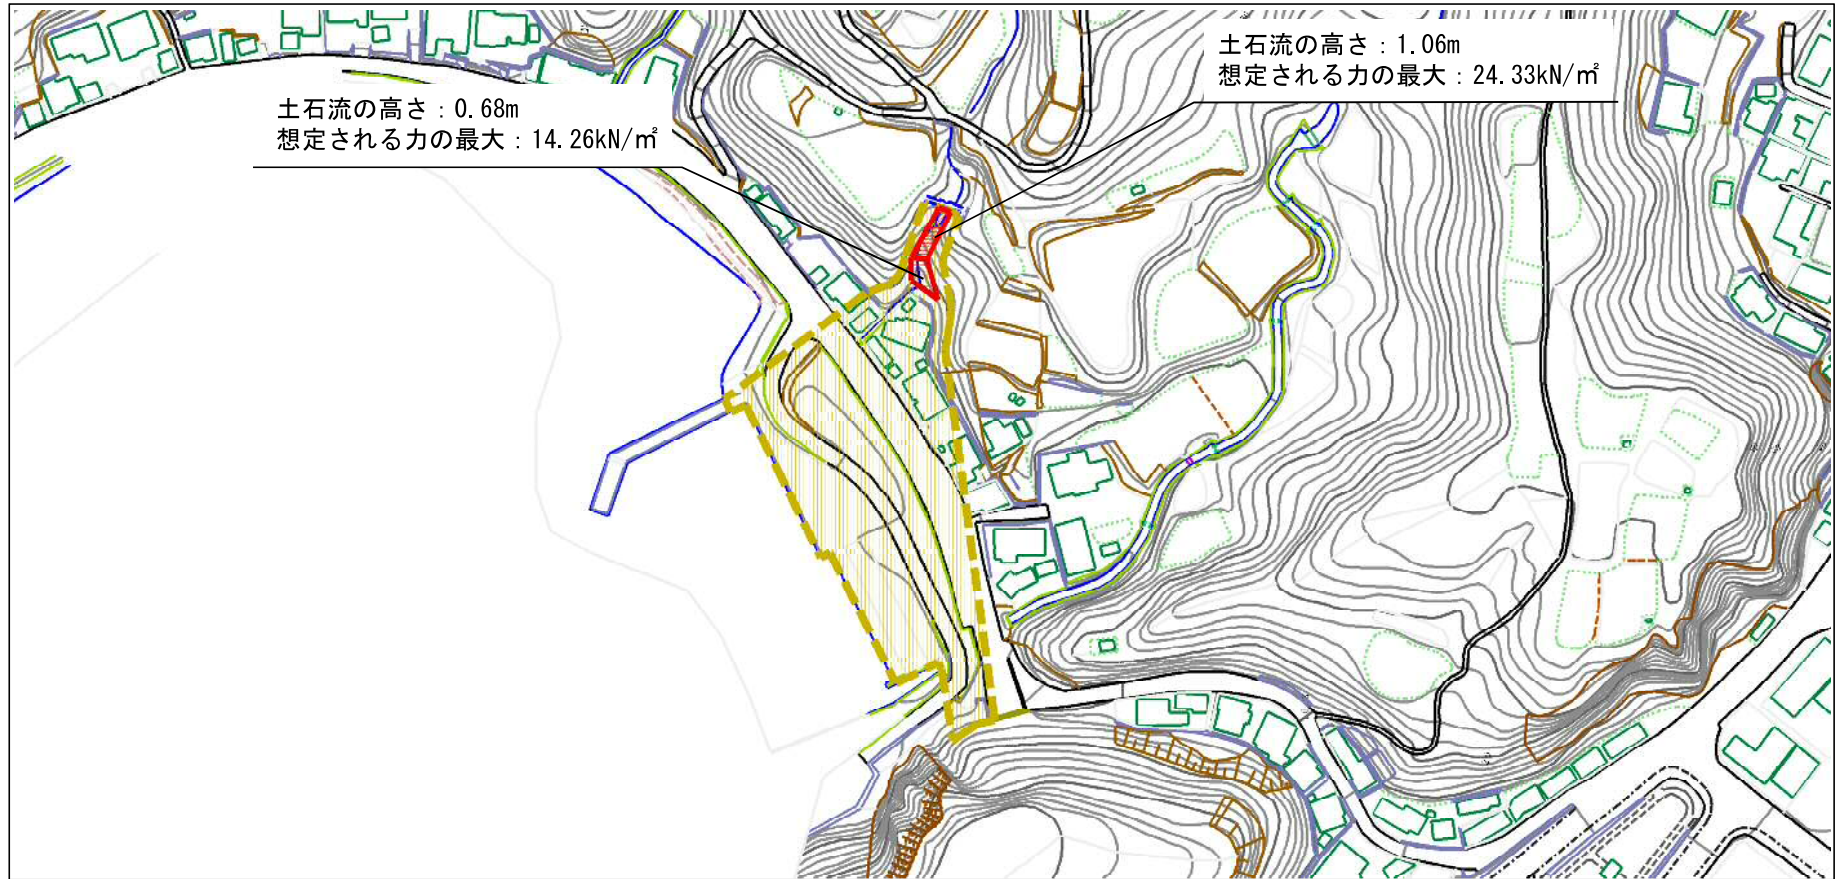 土石流の高さ：0.68m
想定される力の最大：14.26kN/㎡
土石流の高さ：1.06m
想定される力の最大：24.33kN/㎡